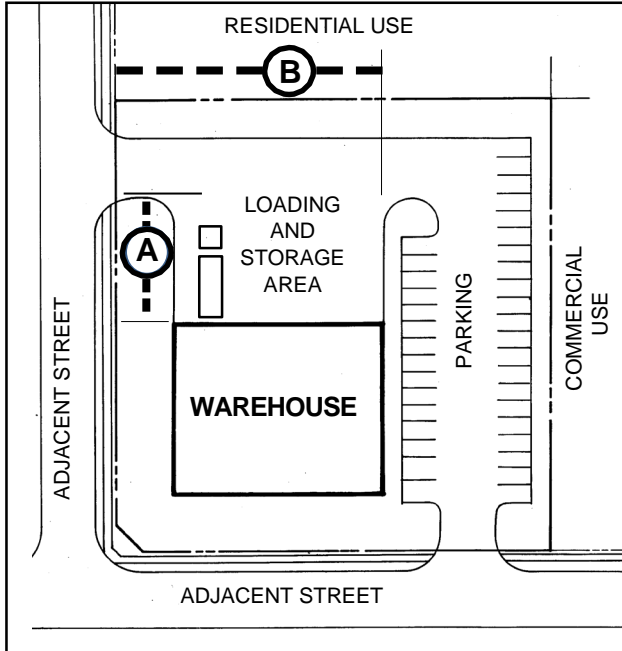 RESIDENTIAL USE
B
LOADING
AND
STORAGE
AREA
A
ADJACENT STREET
WAREHOUSE
PARKING
COMMERCIAL
USE
ADJACENT STREET